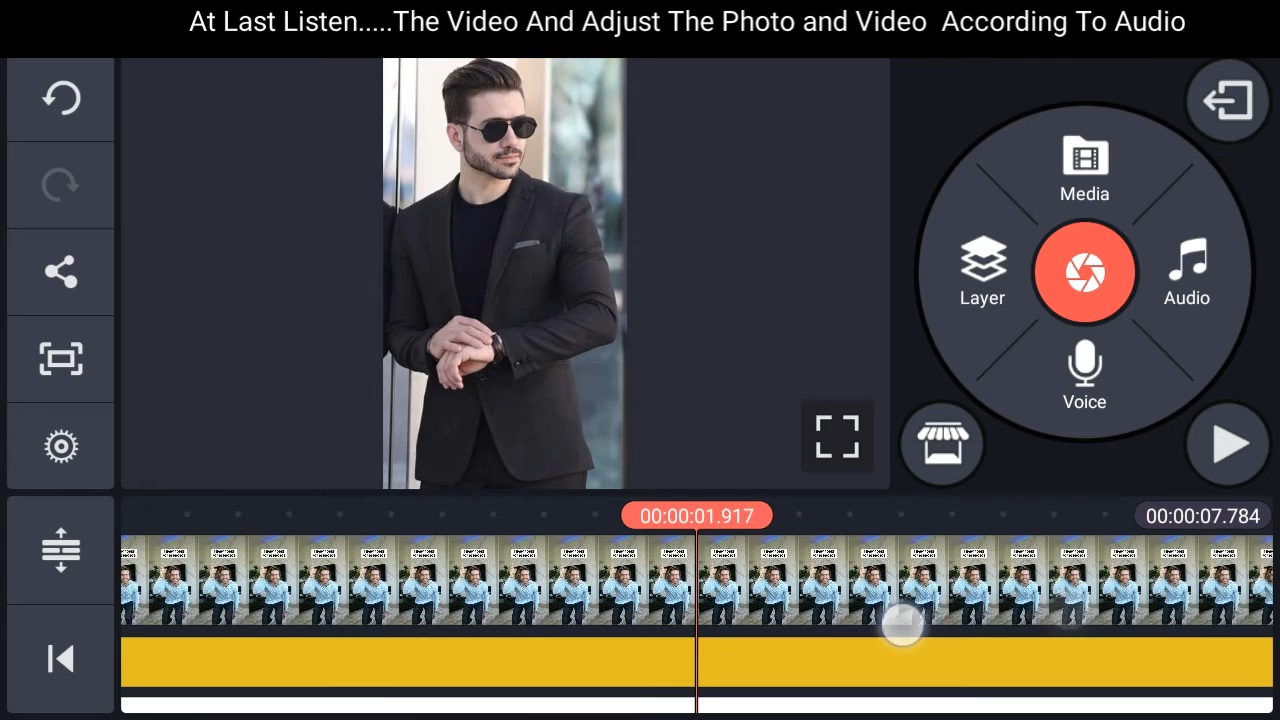 At Last Listen.....The Video And Adjust The Photo and Video According To Audio
Media
Layer
Audio
Voice
00:00:01.917
00:00:07.784